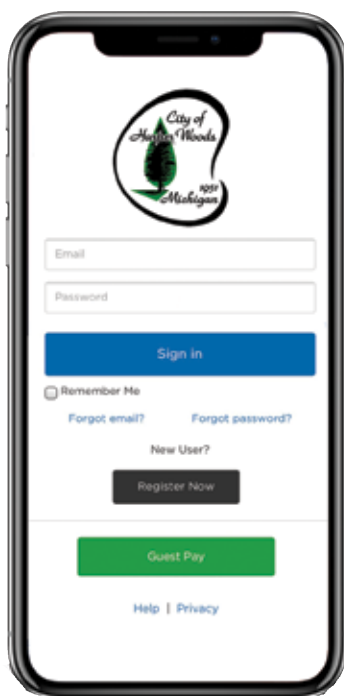 City of
Harper Woods
1951
Michigan
Email
Password
Sign in
Remember Me
Forgot email? Forgot password?
New User?
Register Now
Guest Pay
Help | Privacy